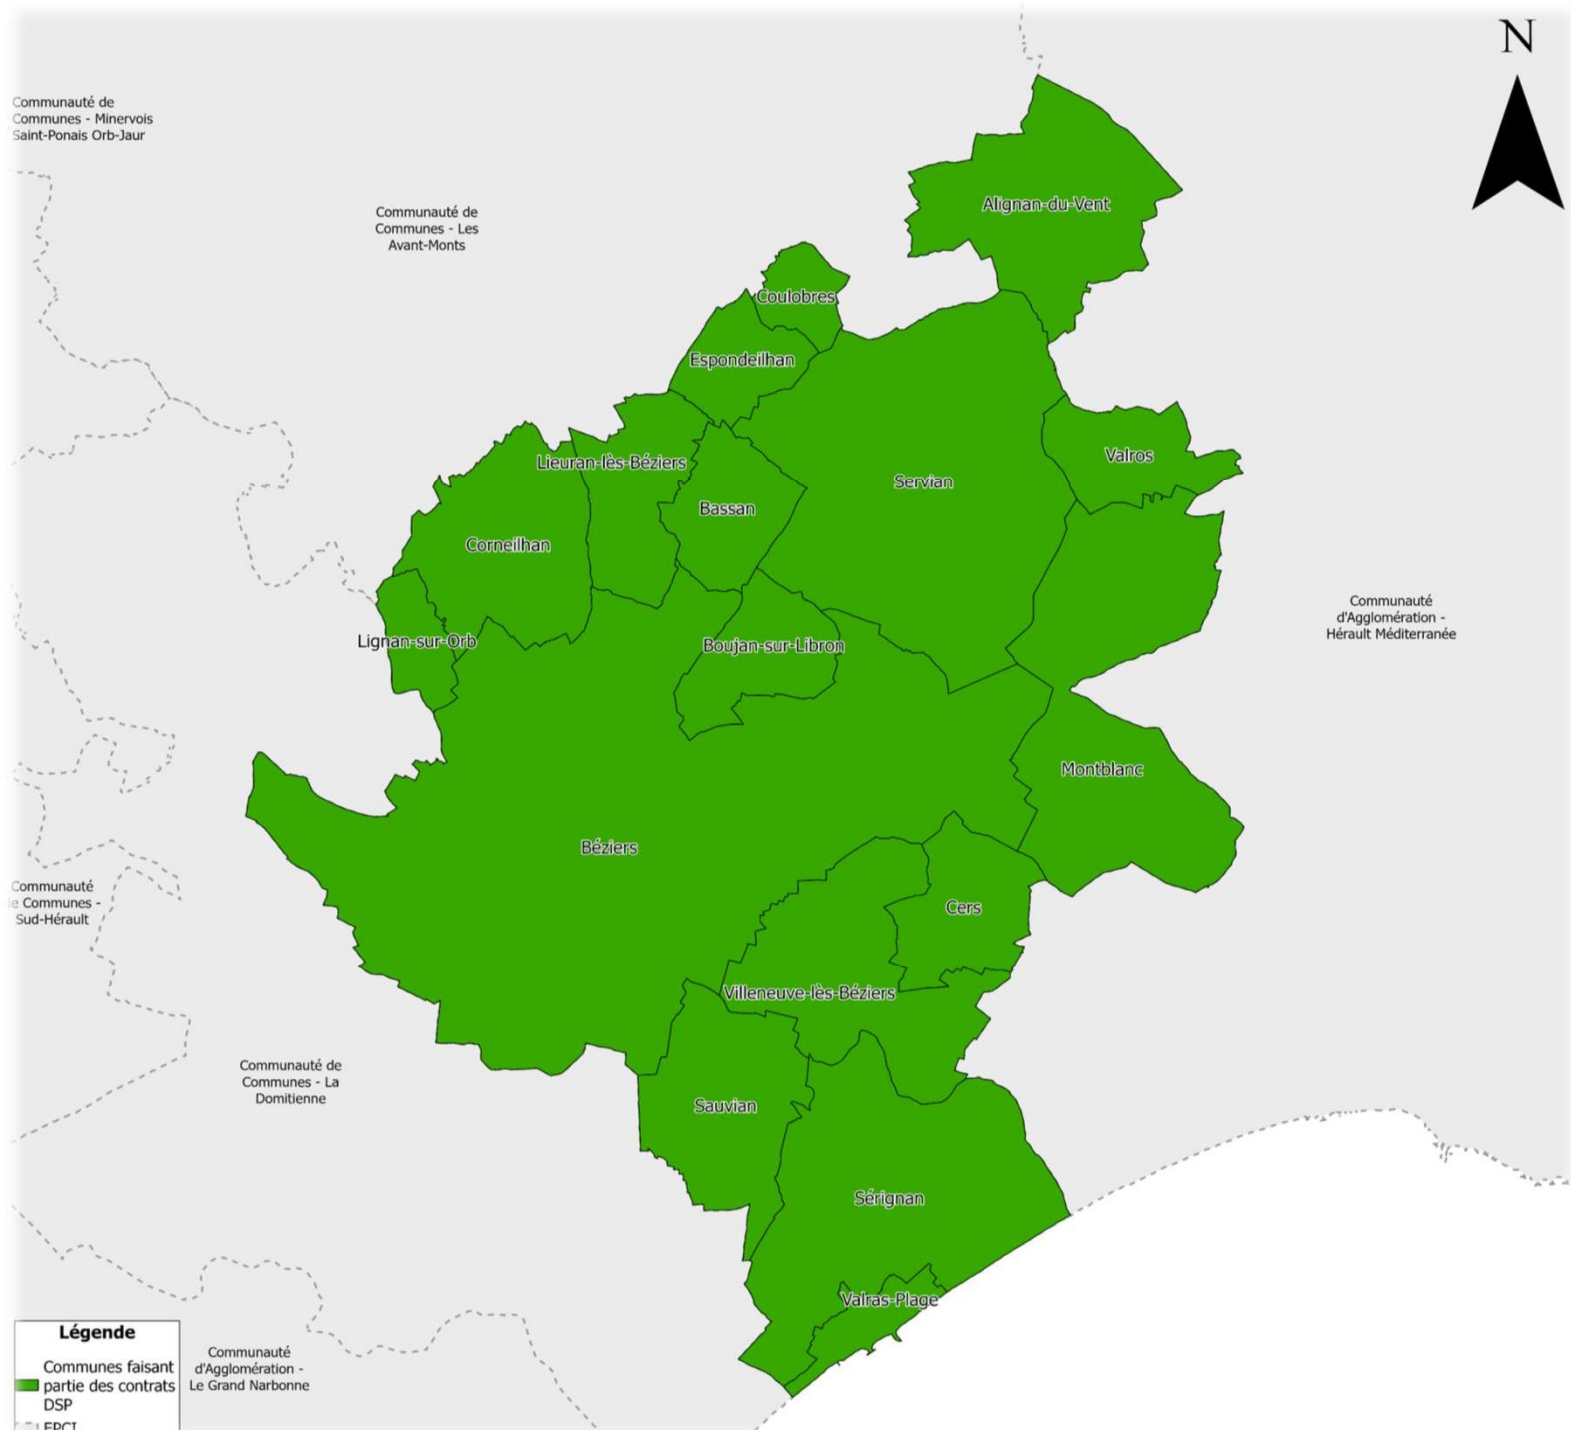 N
Communauté de
Communes - Minervois
Saint-Ponais Orb-Jaur
Communauté de
Communes - Les
Avant-Monts
Alignan-du-Vent
Coulobres
Espondeilhan
Lieuran-lès-Béziers
Valros
Servian
Bassan
Corneilhan
Lignan-sur-Orb
Boujan-sur-Libron
Communauté
d'Agglomération -
Hérault Méditerranée
Montblanc
Béziers
Communauté
de Communes -
Sud-Hérault
Cers
Villeneuve-lès-Béziers
Communauté de
Communes - La
Domitienne
Sauvian
Sérignan
Valras-Plage
Communauté
d'Agglomération -
Le Grand Narbonne
Légende
Communes faisant
partie des contrats
DSP
EPCI